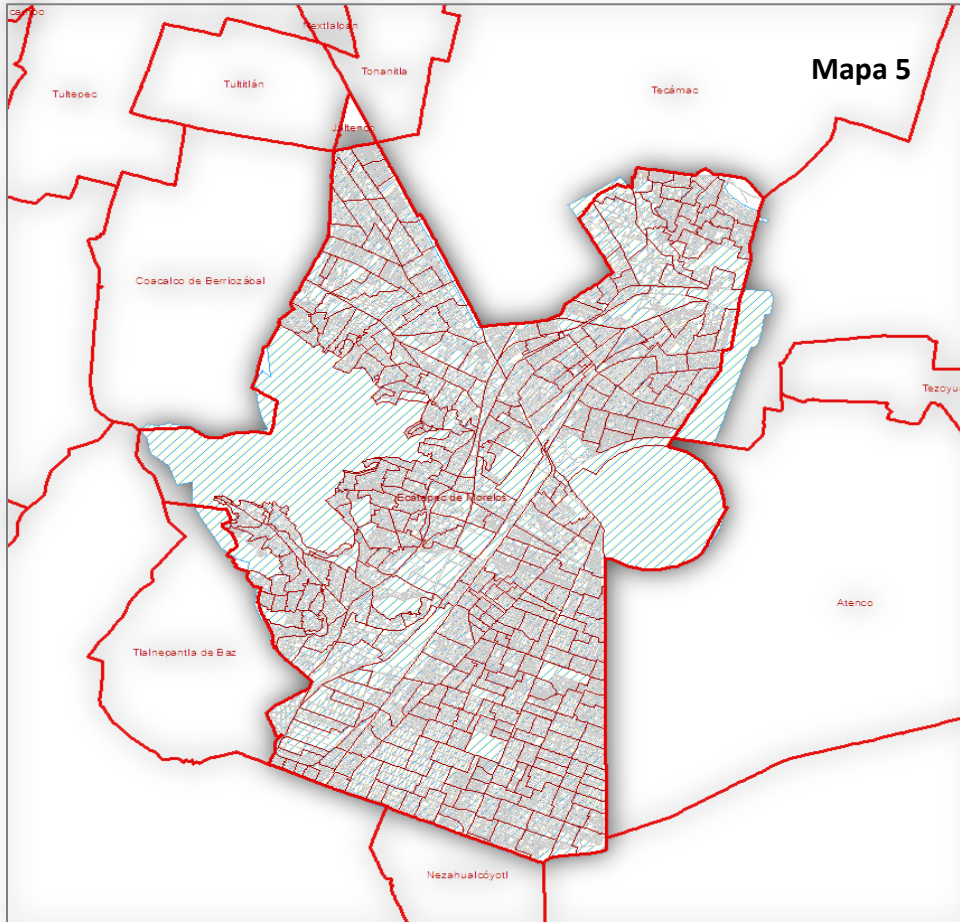 Nextlalpan
Tonanitla
Tultitlán
Tultepec
Mapa 5
Tecámac
Jaltenco
Coacalco de Berriozábal
Ecatepec de Morelos
Atenco
Tlalnepantla de Baz
Nezahualcóyotl